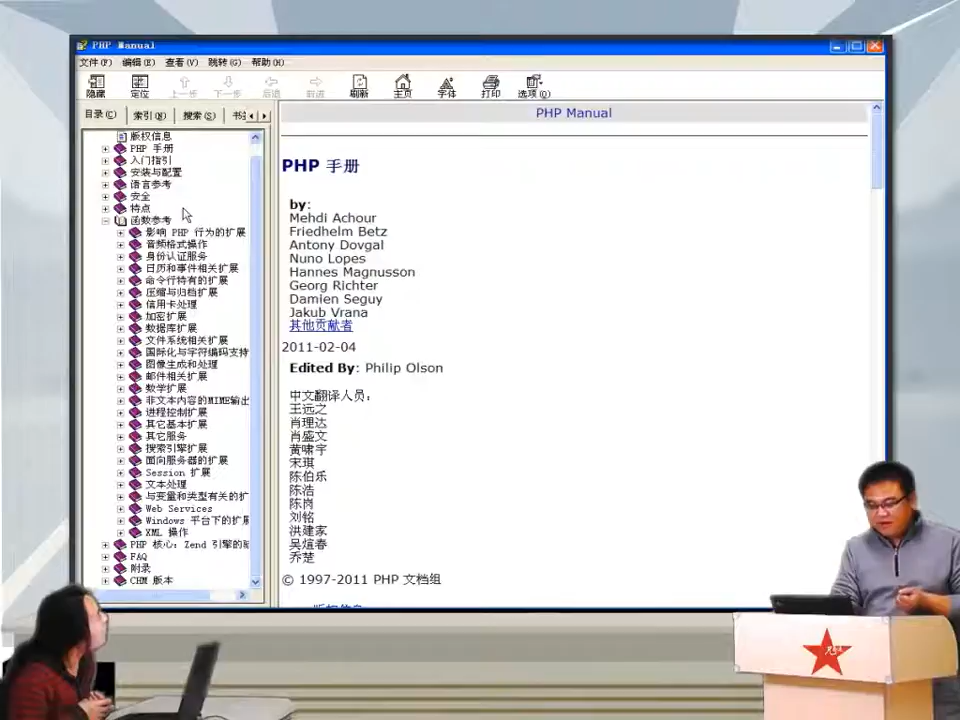 PHP Manual
文件(F) 编辑(E) 查看(V) 跳转(G) 帮助(H)
隐藏 定位 上一步 下一步 后退 前进 刷新 主页 字体 打印 选项(O)
目录(C) 索引(N) 搜索(S)
版权信息
PHP 手册
入门指引
安装与配置
语言参考
安全
特点
函数参考
影响 PHP 行为的扩展
音频格式操作
身份认证服务
日历和事件相关扩展
命令行特有的扩展
压缩与归档扩展
信用卡处理
加密扩展
数据库扩展
文件系统相关扩展
国际化与字符编码支持
图像生成和处理
邮件相关扩展
数学扩展
非文本内容的MIME输出
进程控制扩展
其它基本扩展
其它服务
搜索引擎扩展
面向服务器的扩展
Session 扩展
文本处理
与变量和类型有关的扩
Web Services
Windows 平台下的扩展
XML 操作
PHP 核心: Zend 引擎的
FAQ
附录
CHM 版本
PHP Manual
PHP 手册
by:
Mehdi Achour
Friedhelm Betz
Antony Dovgal
Nuno Lopes
Hannes Magnusson
Georg Richter
Damien Seguy
Jakub Vrana
其他贡献者
2011-02-04
Edited By: Philip Olson
中文翻译人员：
王远之
肖理达
肖盛文
黄啸宇
宋琪
陈伯乐
陈浩
陈岗
刘铭
洪建家
吴煊春
乔楚
© 1997-2011 PHP 文档组